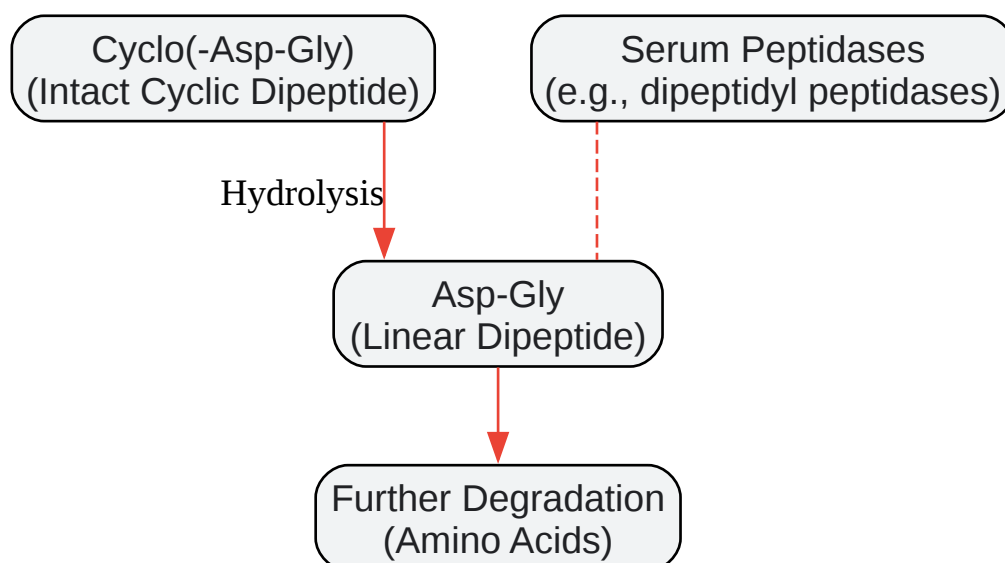 Cyclo(-Asp-Gly)
(Intact Cyclic Dipeptide)
Serum Peptidases
(e.g., dipeptidyl peptidases)
Hydrolysis
Asp-Gly
(Linear Dipeptide)
Further Degradation
(Amino Acids)